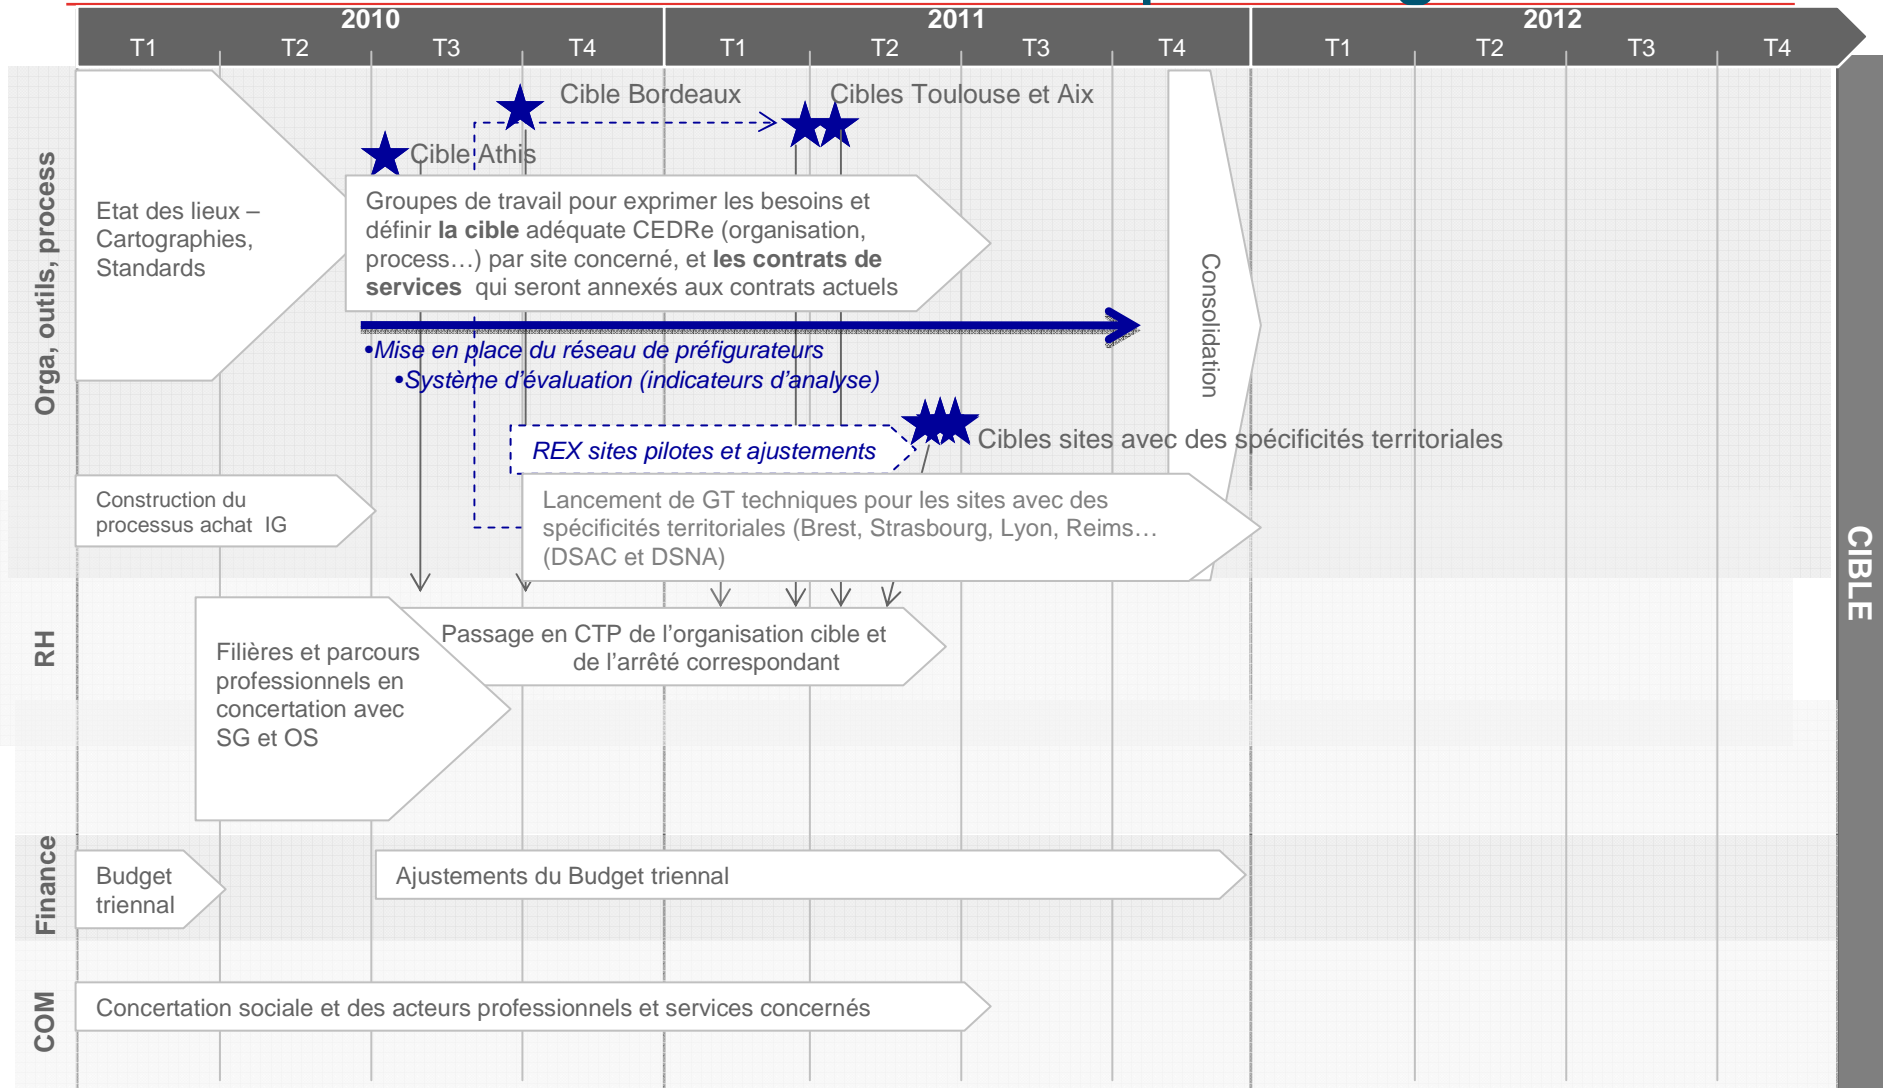 2010
2011
2012
T1
T2
T3
T4
T1
T2
T3
T4
T1
T2
T3
T4
Orga, outils, process
Cible Bordeaux
Cibles Toulouse et Aix
Cible Athis
Etat des lieux –
Cartographies,
Standards
Groupes de travail pour exprimer les besoins et
définir la cible adéquate CEDRe (organisation,
process…) par site concerné, et les contrats de
services qui seront annexés aux contrats actuels
Consolidation
•Mise en place du réseau de préfigurateurs
•Système d’évaluation (indicateurs d’analyse)
REX sites pilotes et ajustements
Cibles sites avec des spécificités territoriales
Construction du
processus achat IG
Lancement de GT techniques pour les sites avec des
spécificités territoriales (Brest, Strasbourg, Lyon, Reims…
(DSAC et DSNA)
CIBLE
RH
Filières et parcours
professionnels en
concertation avec
SG et OS
Passage en CTP de l’organisation cible et
de l’arrêté correspondant
Finance
Budget
triennal
Ajustements du Budget triennal
COM
Concertation sociale et des acteurs professionnels et services concernés